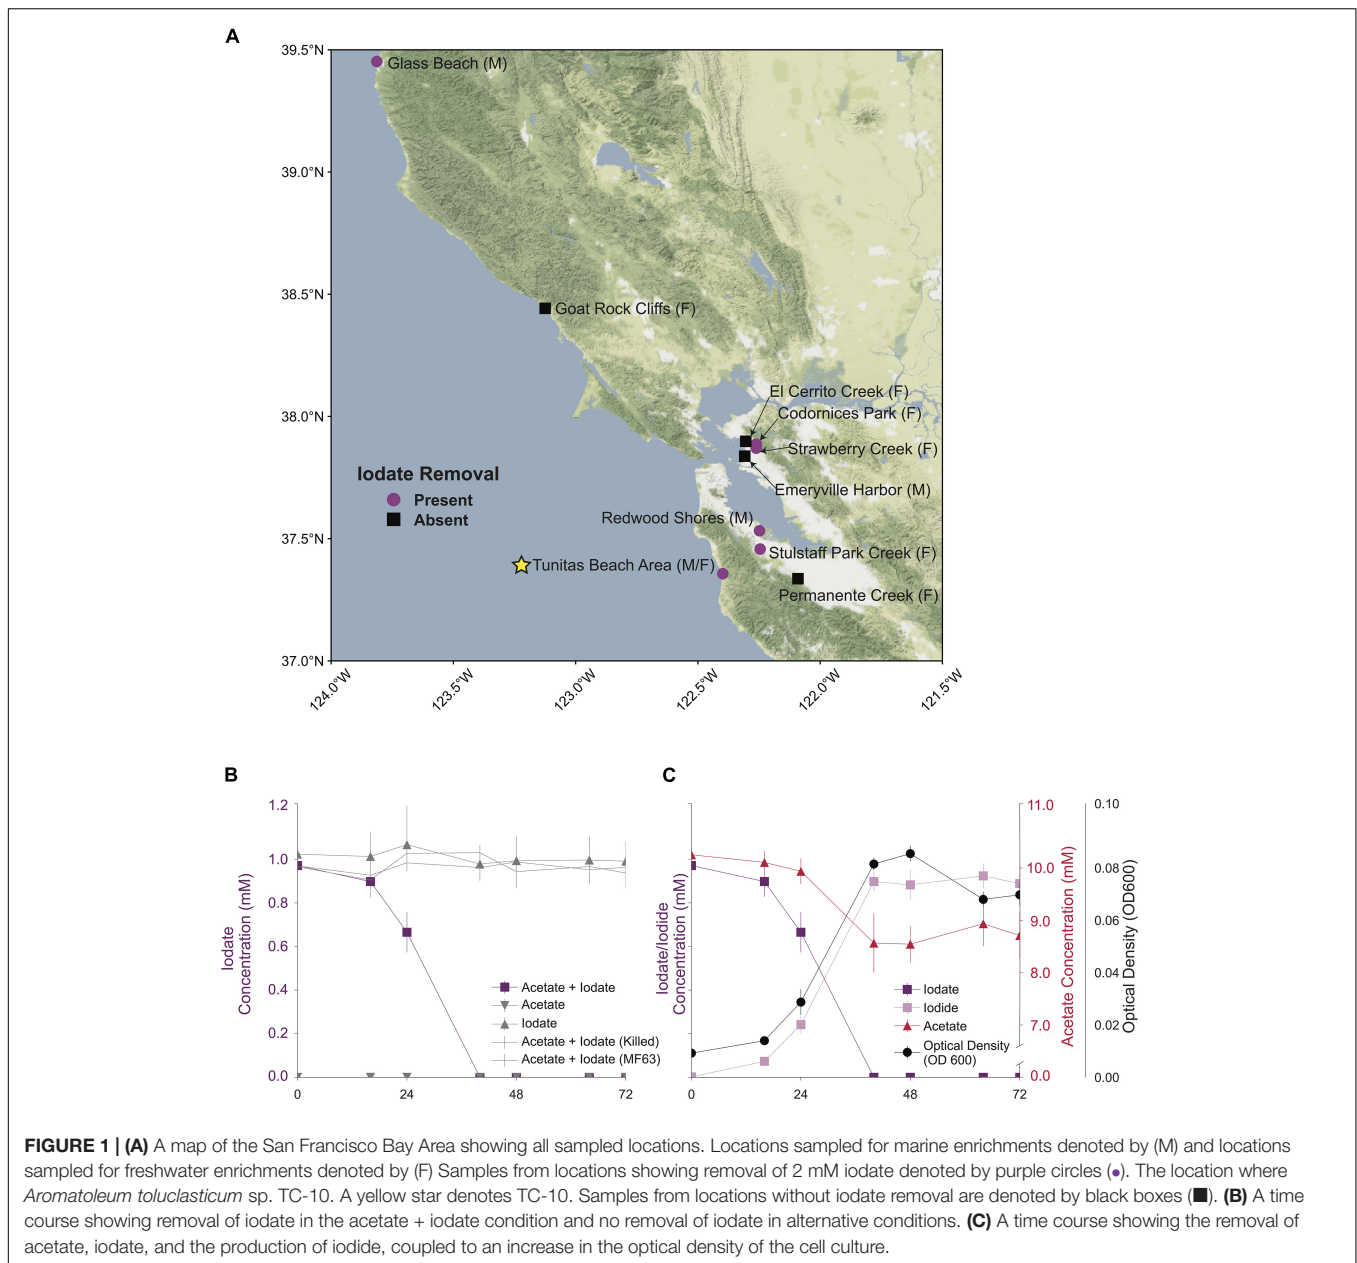 A
39.5°N
39.0°N
38.5°N
38.0°N
37.5°N
37.0°N
124.0°W
123.5°W
123.0°W
122.5°W
122.0°W
121.5°W
Glass Beach (M)
Goat Rock Cliffs (F)
El Cerrito Creek (F)
Codornices Park (F)
Strawberry Creek (F)
Emeryville Harbor (M)
Redwood Shores (M)
Stulstaff Park Creek (F)
Tunitas Beach Area (M/F)
Permanente Creek (F)
Iodate Removal
Present
Absent
B
Iodate
Concentration (mM)
1.2
1.0
0.8
0.6
0.4
0.2
0.0
0
24
48
72
Acetate + Iodate
Acetate
Iodate
Acetate + Iodate (Killed)
Acetate + Iodate (MF63)
C
Iodate/Iodide
Concentration (mM)
0
24
48
72
Iodate
Iodide
Acetate
Optical Density
(OD 600)
11.0
10.0
9.0
8.0
7.0
0.0
Acetate Concentration (mM)
0.10
0.08
0.06
0.04
0.02
0.00
Optical Density (OD600)
FIGURE 1 | (A) A map of the San Francisco Bay Area showing all sampled locations. Locations sampled for marine enrichments denoted by (M) and locations
sampled for freshwater enrichments denoted by (F) Samples from locations showing removal of 2 mM iodate denoted by purple circles (●). The location where
Aromatoleum toluclasticum sp. TC-10. A yellow star denotes TC-10. Samples from locations without iodate removal are denoted by black boxes (■). (B) A time
course showing removal of iodate in the acetate + iodate condition and no removal of iodate in alternative conditions. (C) A time course showing the removal of
acetate, iodate, and the production of iodide, coupled to an increase in the optical density of the cell culture.